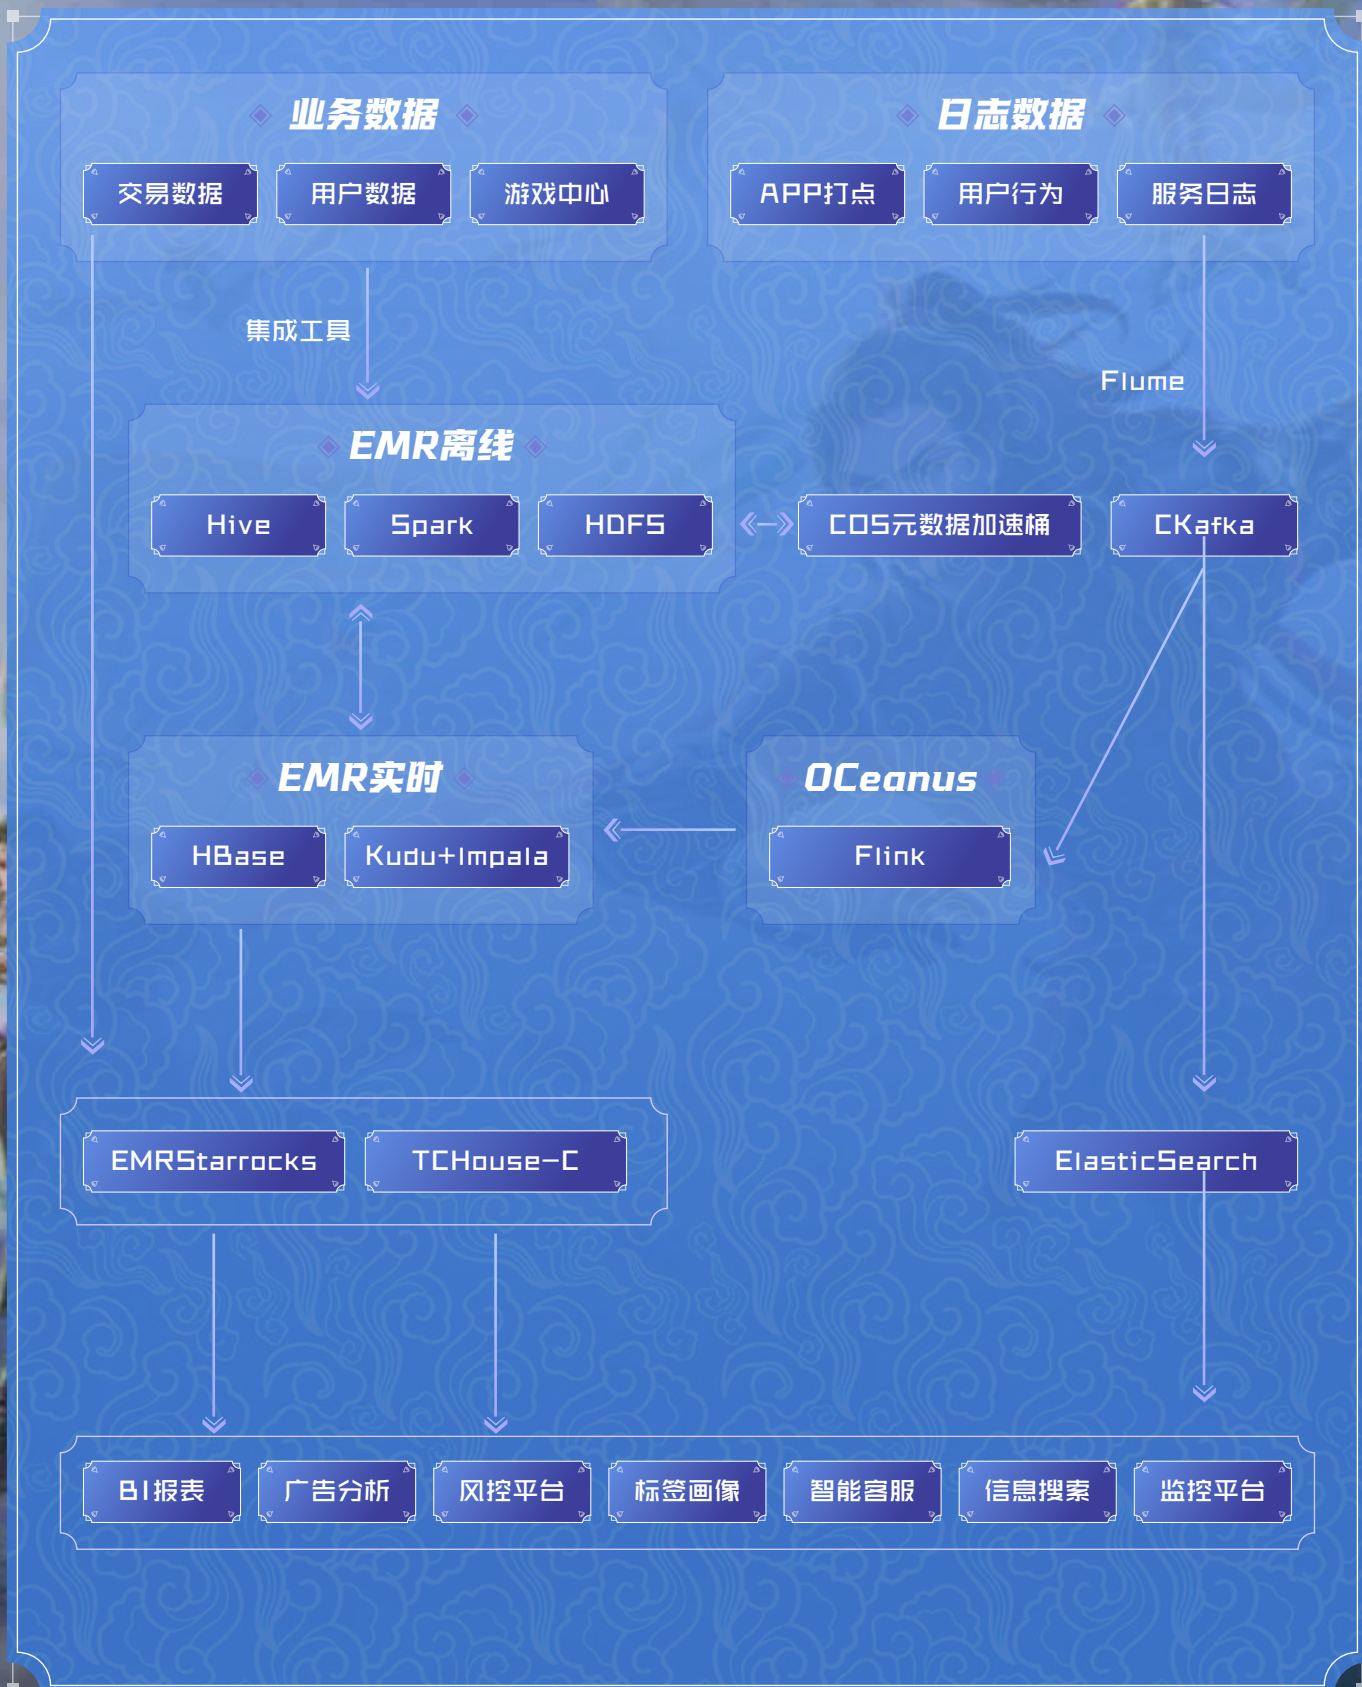 业务数据
交易数据
用户数据
游戏中心
日志数据
APP打点
用户行为
服务日志
集成工具
Flume
EMR离线
Hive
Spark
HDFS
COS元数据加速桶
CKafka
EMR实时
HBase
Kudu+Impala
OCeanus
Flink
EMRStarrocks
TCHouse-C
ElasticSearch
BI报表
广告分析
风控平台
标签画像
智能客服
信息搜索
监控平台